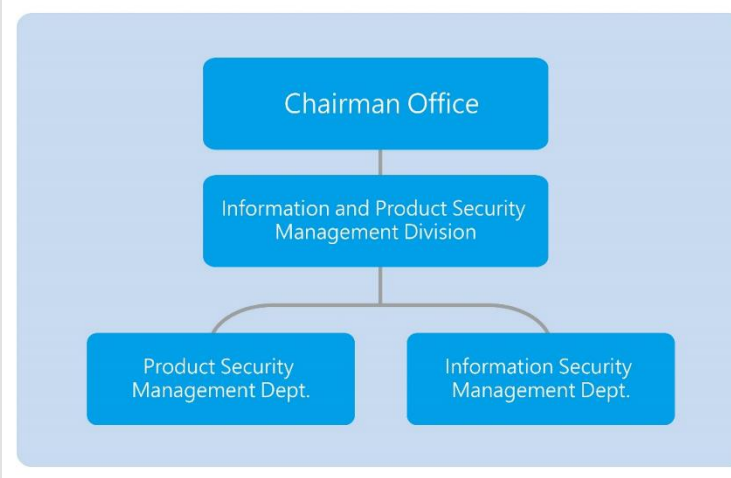 Chairman Office
Information and Product Security
Management Division
Product Security
Management Dept.
Information Security
Management Dept.